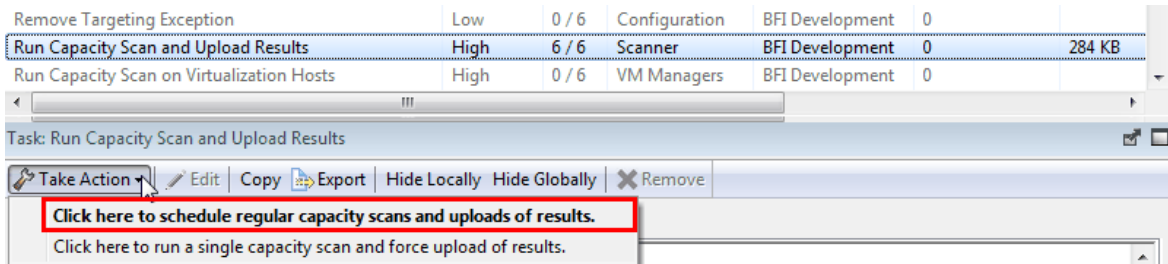 Remove Targeting Exception Low 0 / 6 Configuration BFI Development 0
Run Capacity Scan and Upload Results High 6 / 6 Scanner BFI Development 0 284 KB
Run Capacity Scan on Virtualization Hosts High 0 / 6 VM Managers BFI Development 0
Task: Run Capacity Scan and Upload Results
Take Action Edit Copy Export Hide Locally Hide Globally Remove
Click here to schedule regular capacity scans and uploads of results.
Click here to run a single capacity scan and force upload of results.